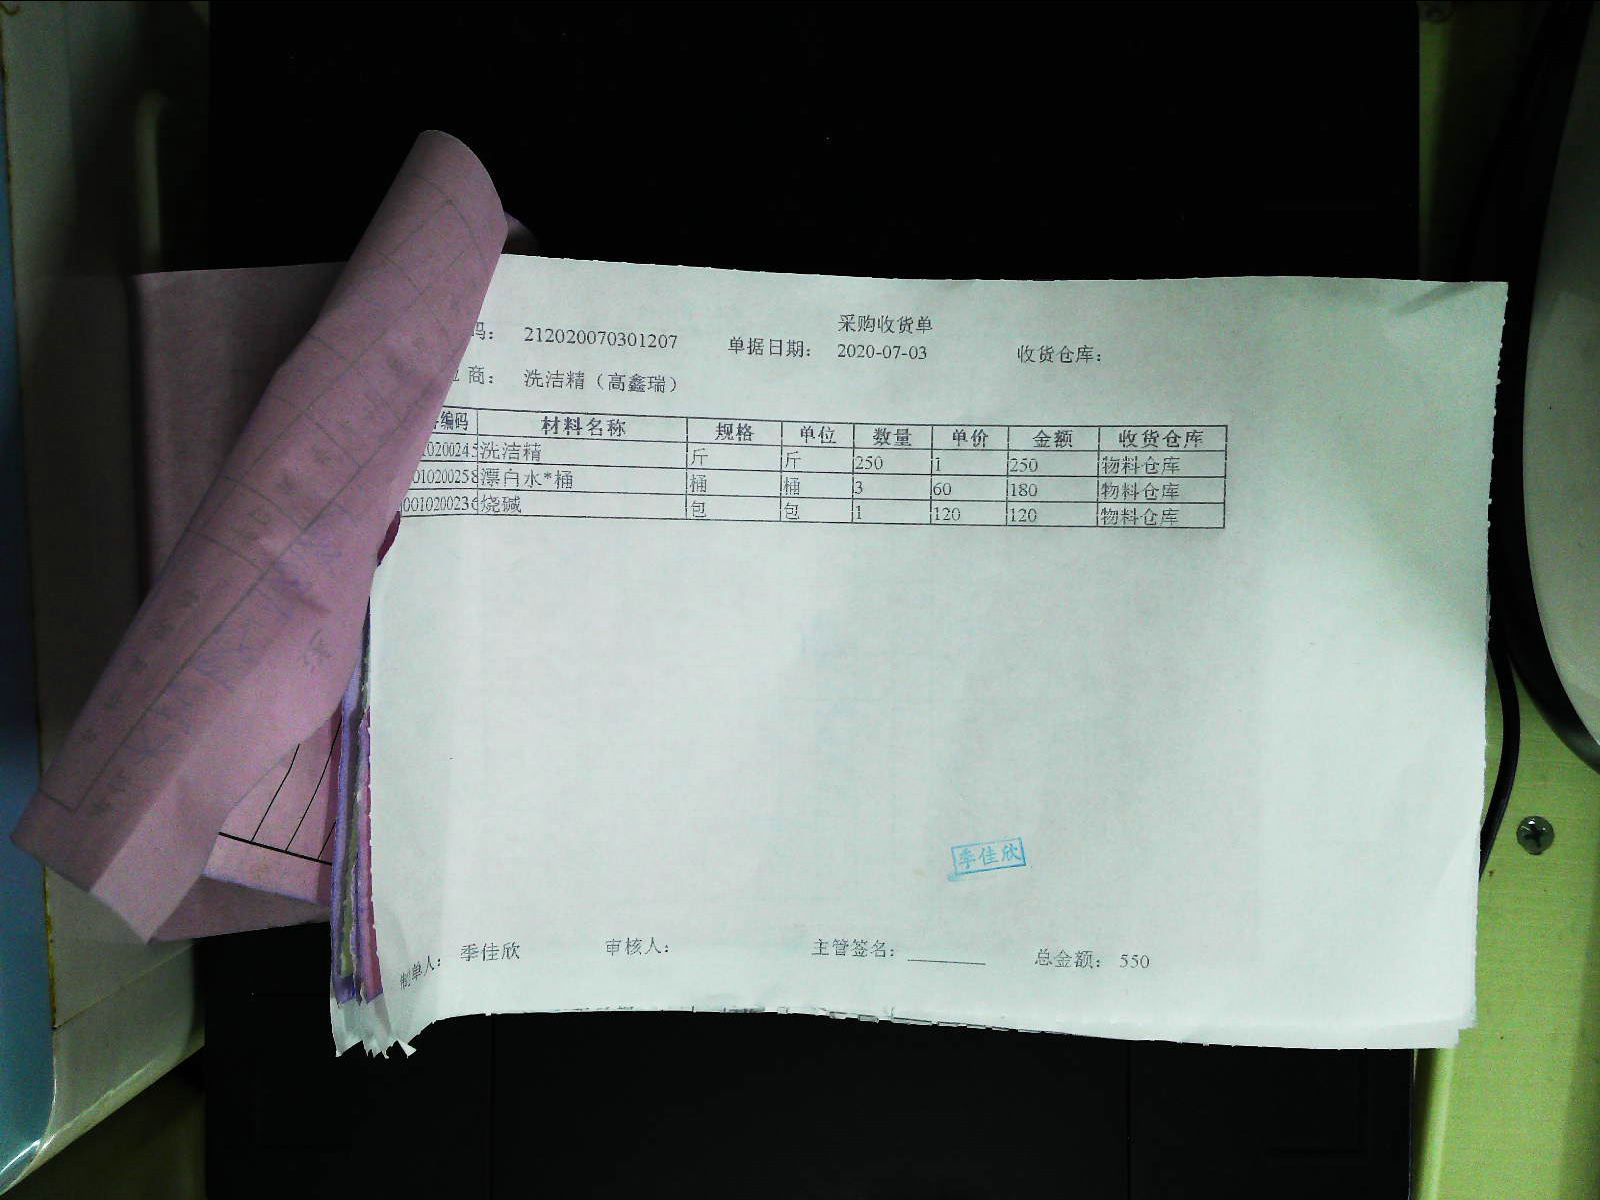 采购收货单
码： 212020070301207 单据日期： 2020-07-03 收货仓库：
商： 洗洁精（高鑫瑞）
编码 材料名称 规格 单位 数量 单价 金额 收货仓库
10200245 洗洁精 斤 斤 250 1 250 物料仓库
0010200258 漂白水*桶 桶 桶 3 60 180 物料仓库
0010200236 烧碱 包 包 1 120 120 物料仓库
季佳欣
制单人： 季佳欣 审核人： 主管签名： 总金额： 550